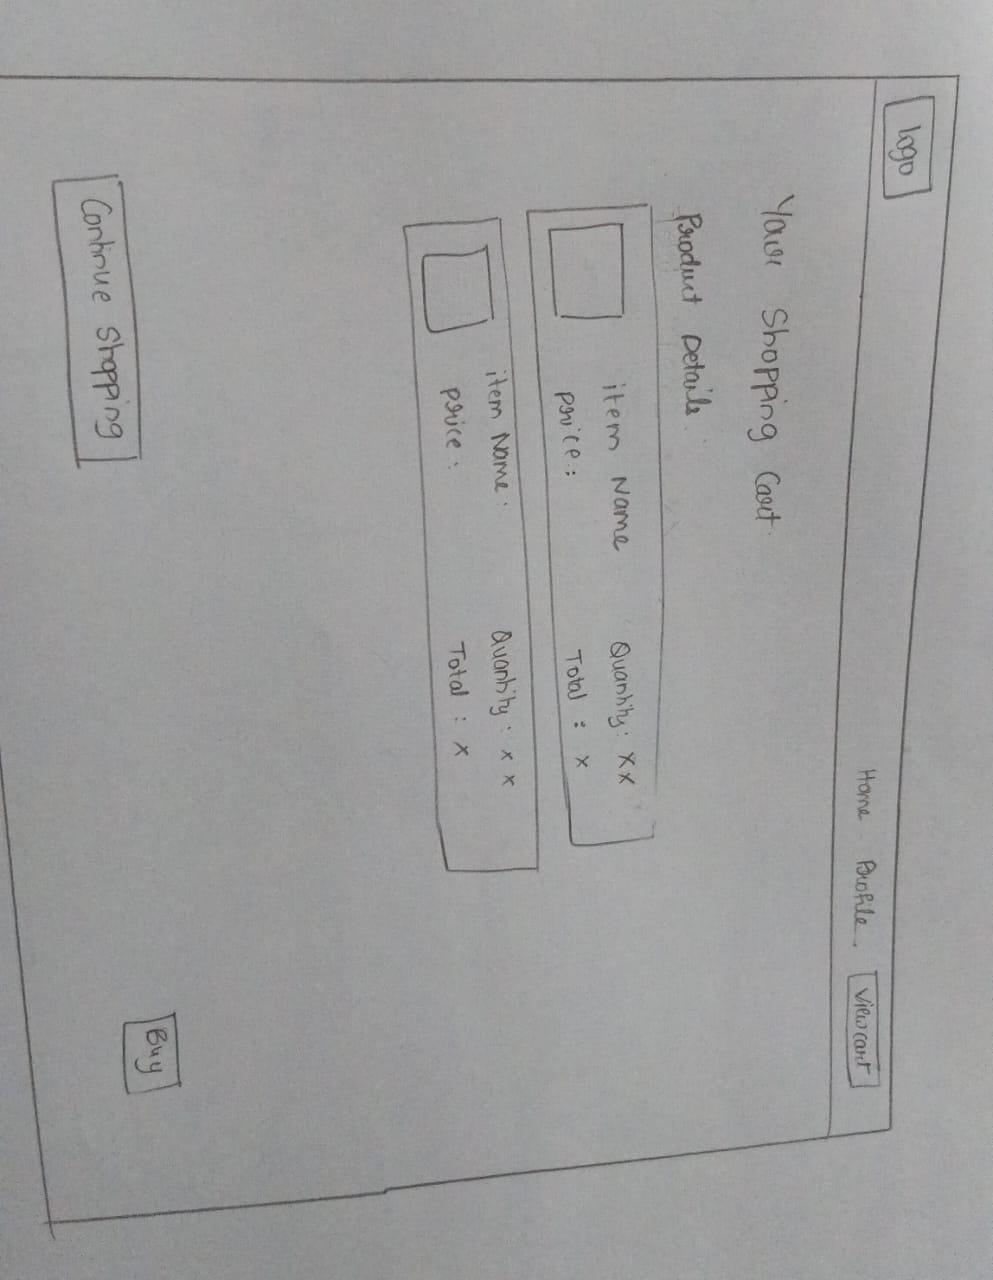 Logo
Home Profile. View cart
Your Shopping Cart.
Product Details.
item Name Quantity: xx
price: Total : x
item Name: Quantity: xx
price: Total : x
Continue Shopping
Buy